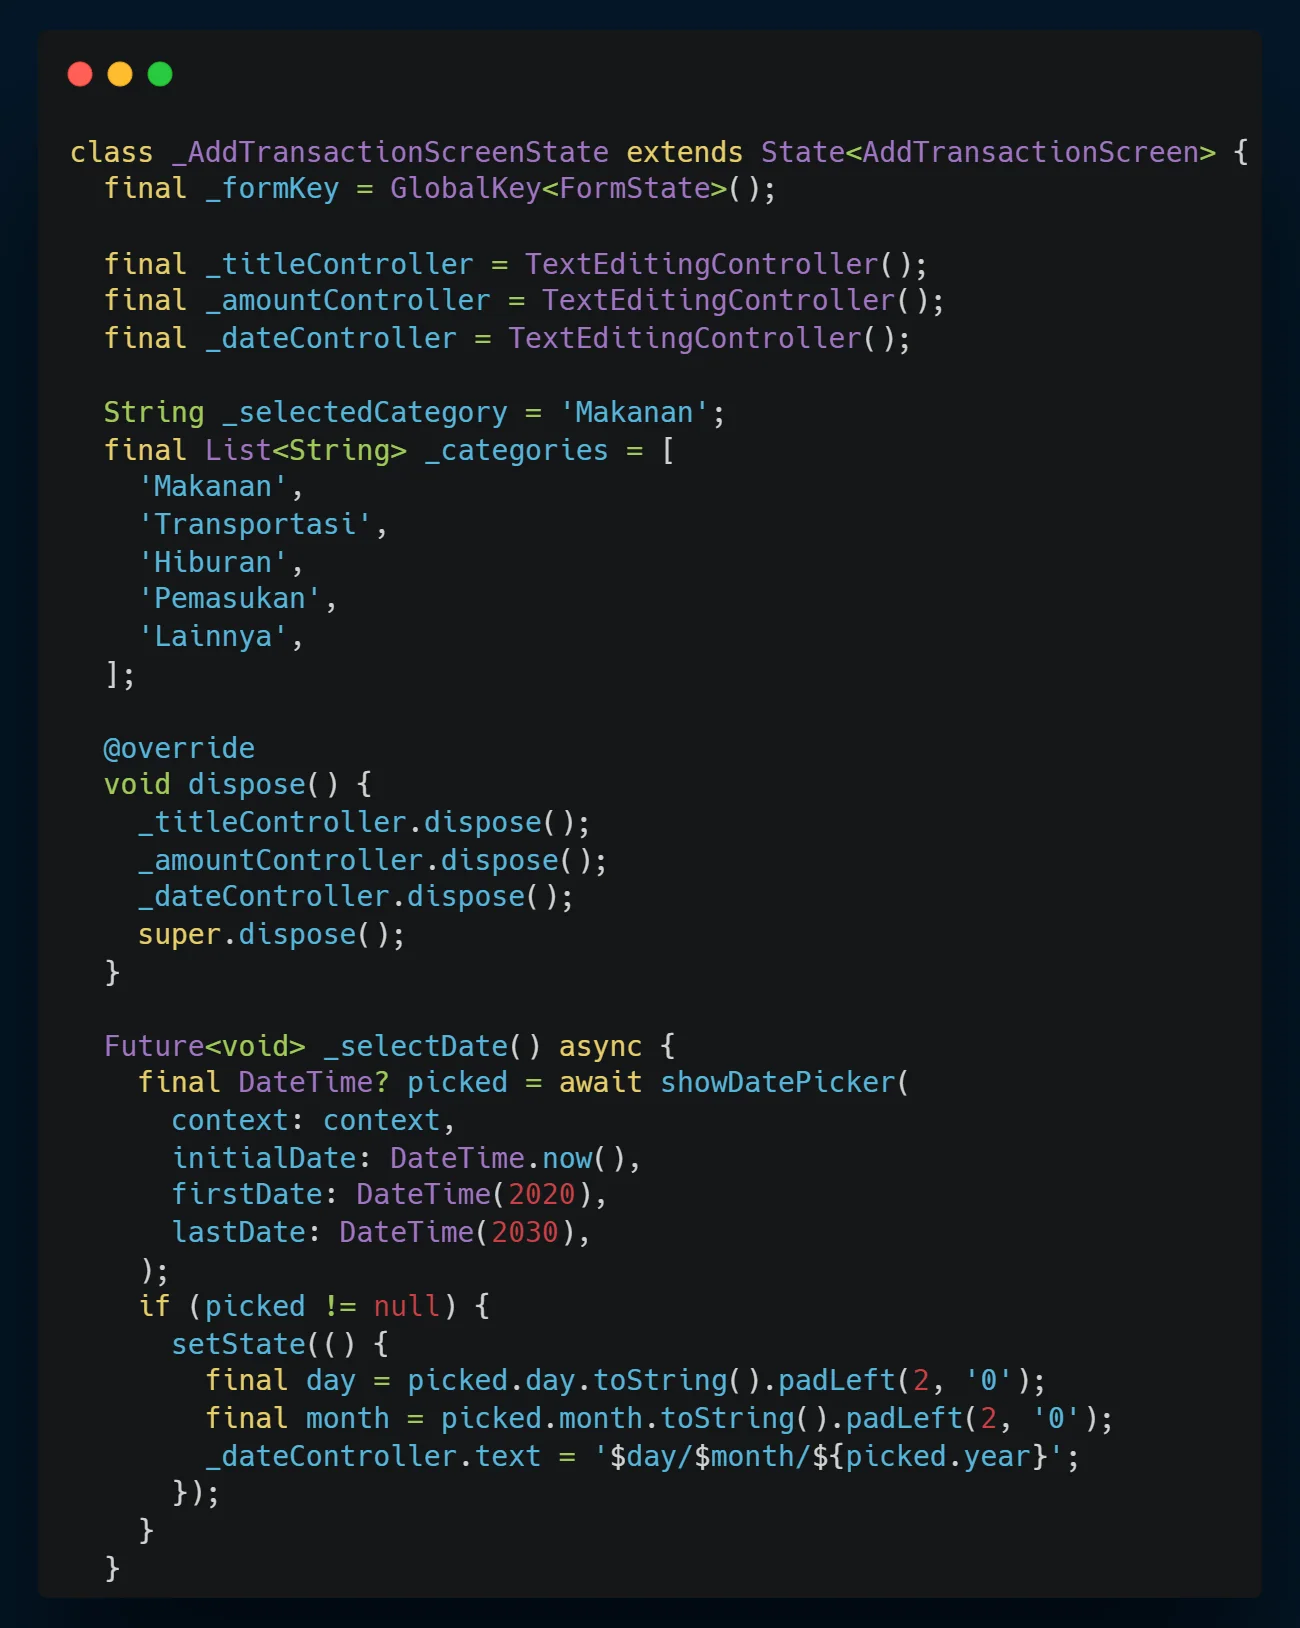 class _AddTransactionScreenState extends State<AddTransactionScreen> {
  final _formKey = GlobalKey<FormState>();

  final _titleController = TextEditingController();
  final _amountController = TextEditingController();
  final _dateController = TextEditingController();

  String _selectedCategory = 'Makanan';
  final List<String> _categories = [
    'Makanan',
    'Transportasi',
    'Hiburan',
    'Pemasukan',
    'Lainnya',
  ];

  @override
  void dispose() {
    _titleController.dispose();
    _amountController.dispose();
    _dateController.dispose();
    super.dispose();
  }

  Future<void> _selectDate() async {
    final DateTime? picked = await showDatePicker(
      context: context,
      initialDate: DateTime.now(),
      firstDate: DateTime(2020),
      lastDate: DateTime(2030),
    );
    if (picked != null) {
      setState(() {
        final day = picked.day.toString().padLeft(2, '0');
        final month = picked.month.toString().padLeft(2, '0');
        _dateController.text = '$day/$month/${picked.year}';
      });
    }
  }